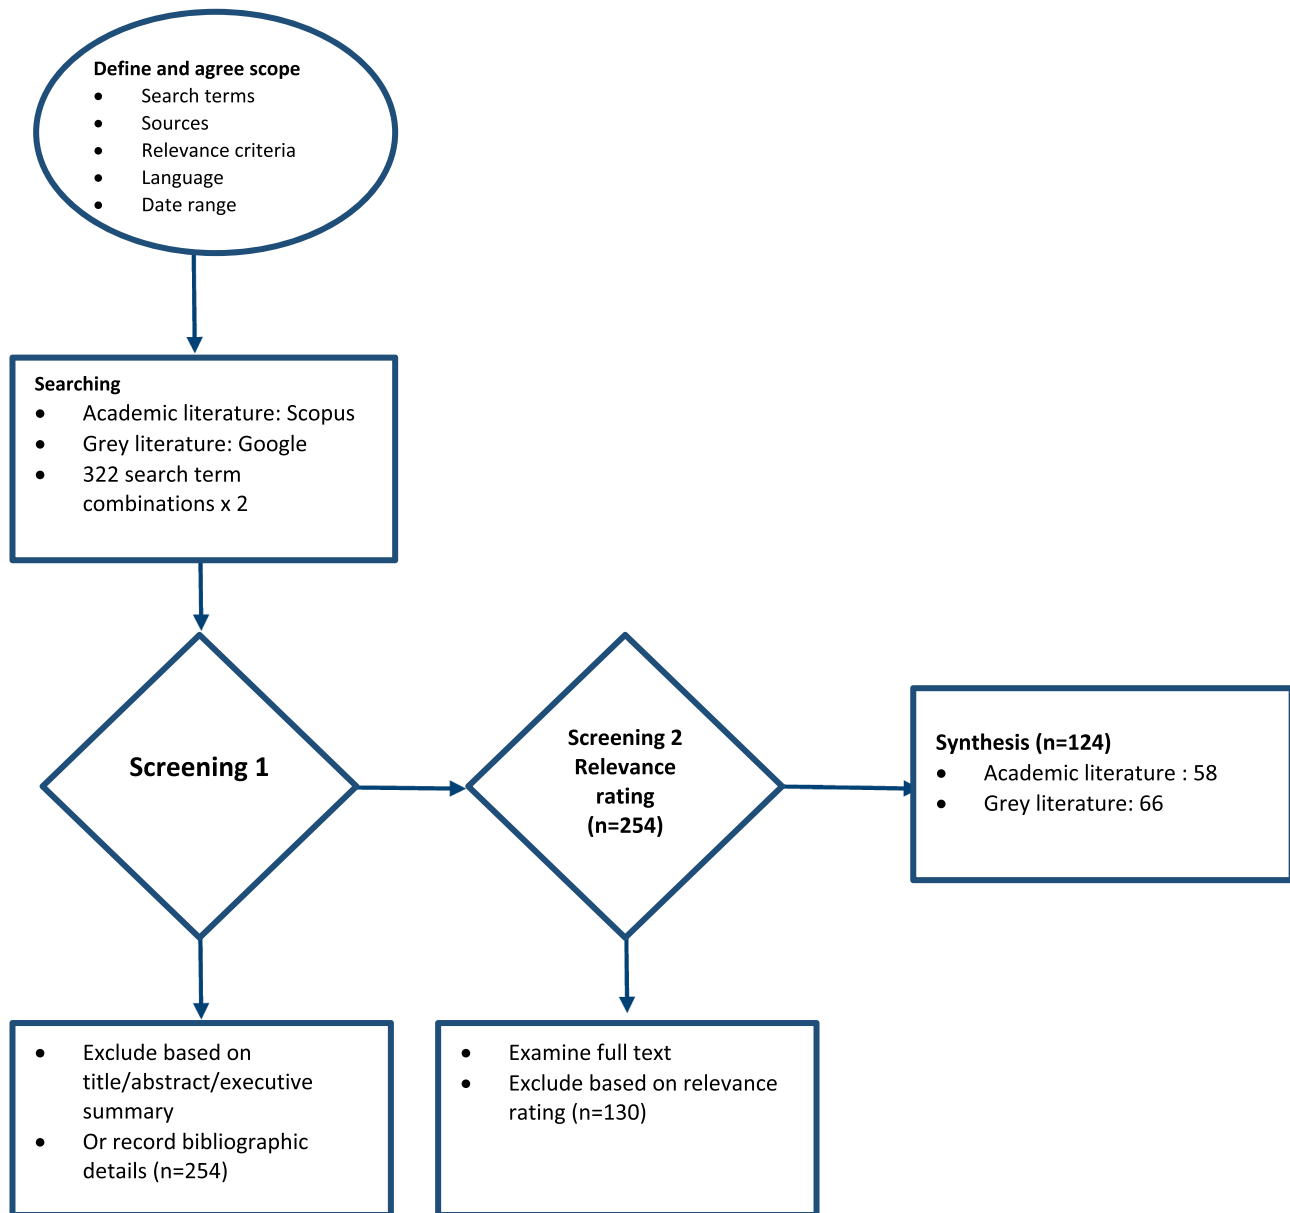 Define and agree scope
• Search terms
• Sources
• Relevance criteria
• Language
• Date range
Searching
• Academic literature: Scopus
• Grey literature: Google
• 322 search term
combinations x 2
Screening 1
Screening 2
Relevance
rating
(n=254)
Synthesis (n=124)
• Academic literature : 58
• Grey literature: 66
• Exclude based on
title/abstract/executive
summary
• Or record bibliographic
details (n=254)
• Examine full text
• Exclude based on relevance
rating (n=130)